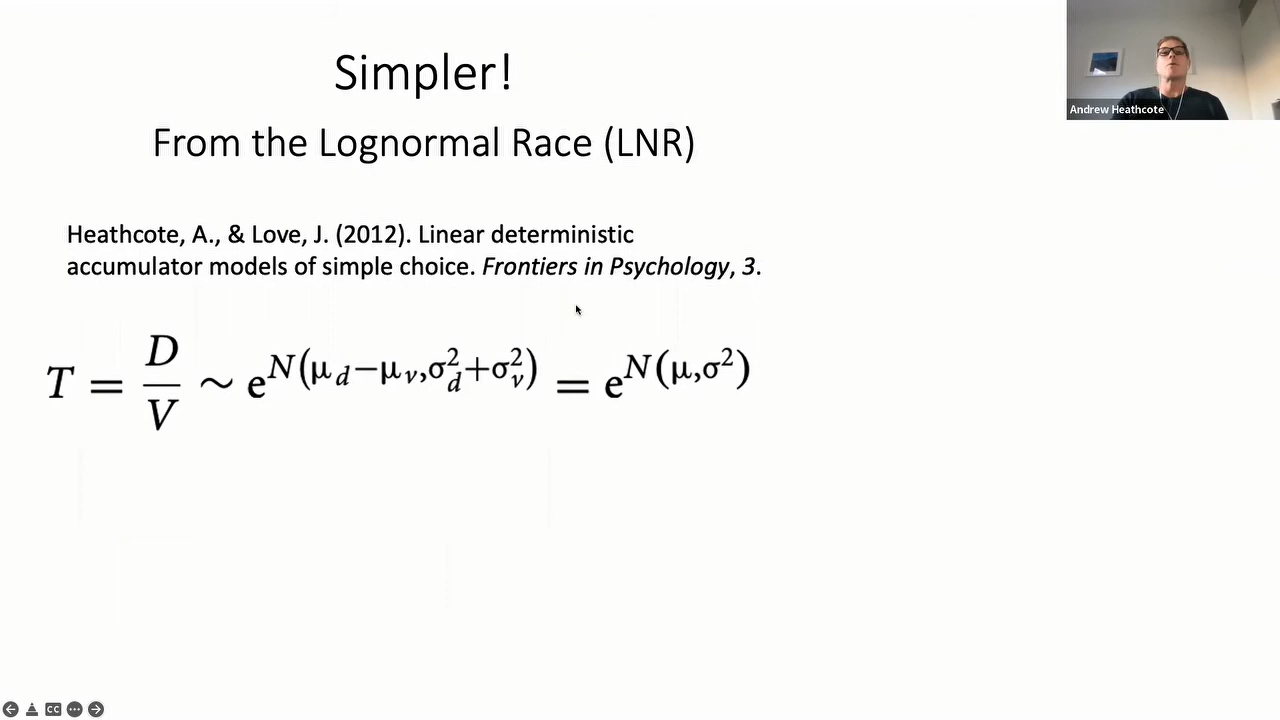 Simpler!
From the Lognormal Race (LNR)
Andrew Heathcote
Heathcote, A., & Love, J. (2012). Linear deterministic
accumulator models of simple choice. Frontiers in Psychology, 3.
T = D/V ~ e^N(μ_d−μ_v,σ_d^2+σ_v^2) = e^N(μ,σ^2)
CC